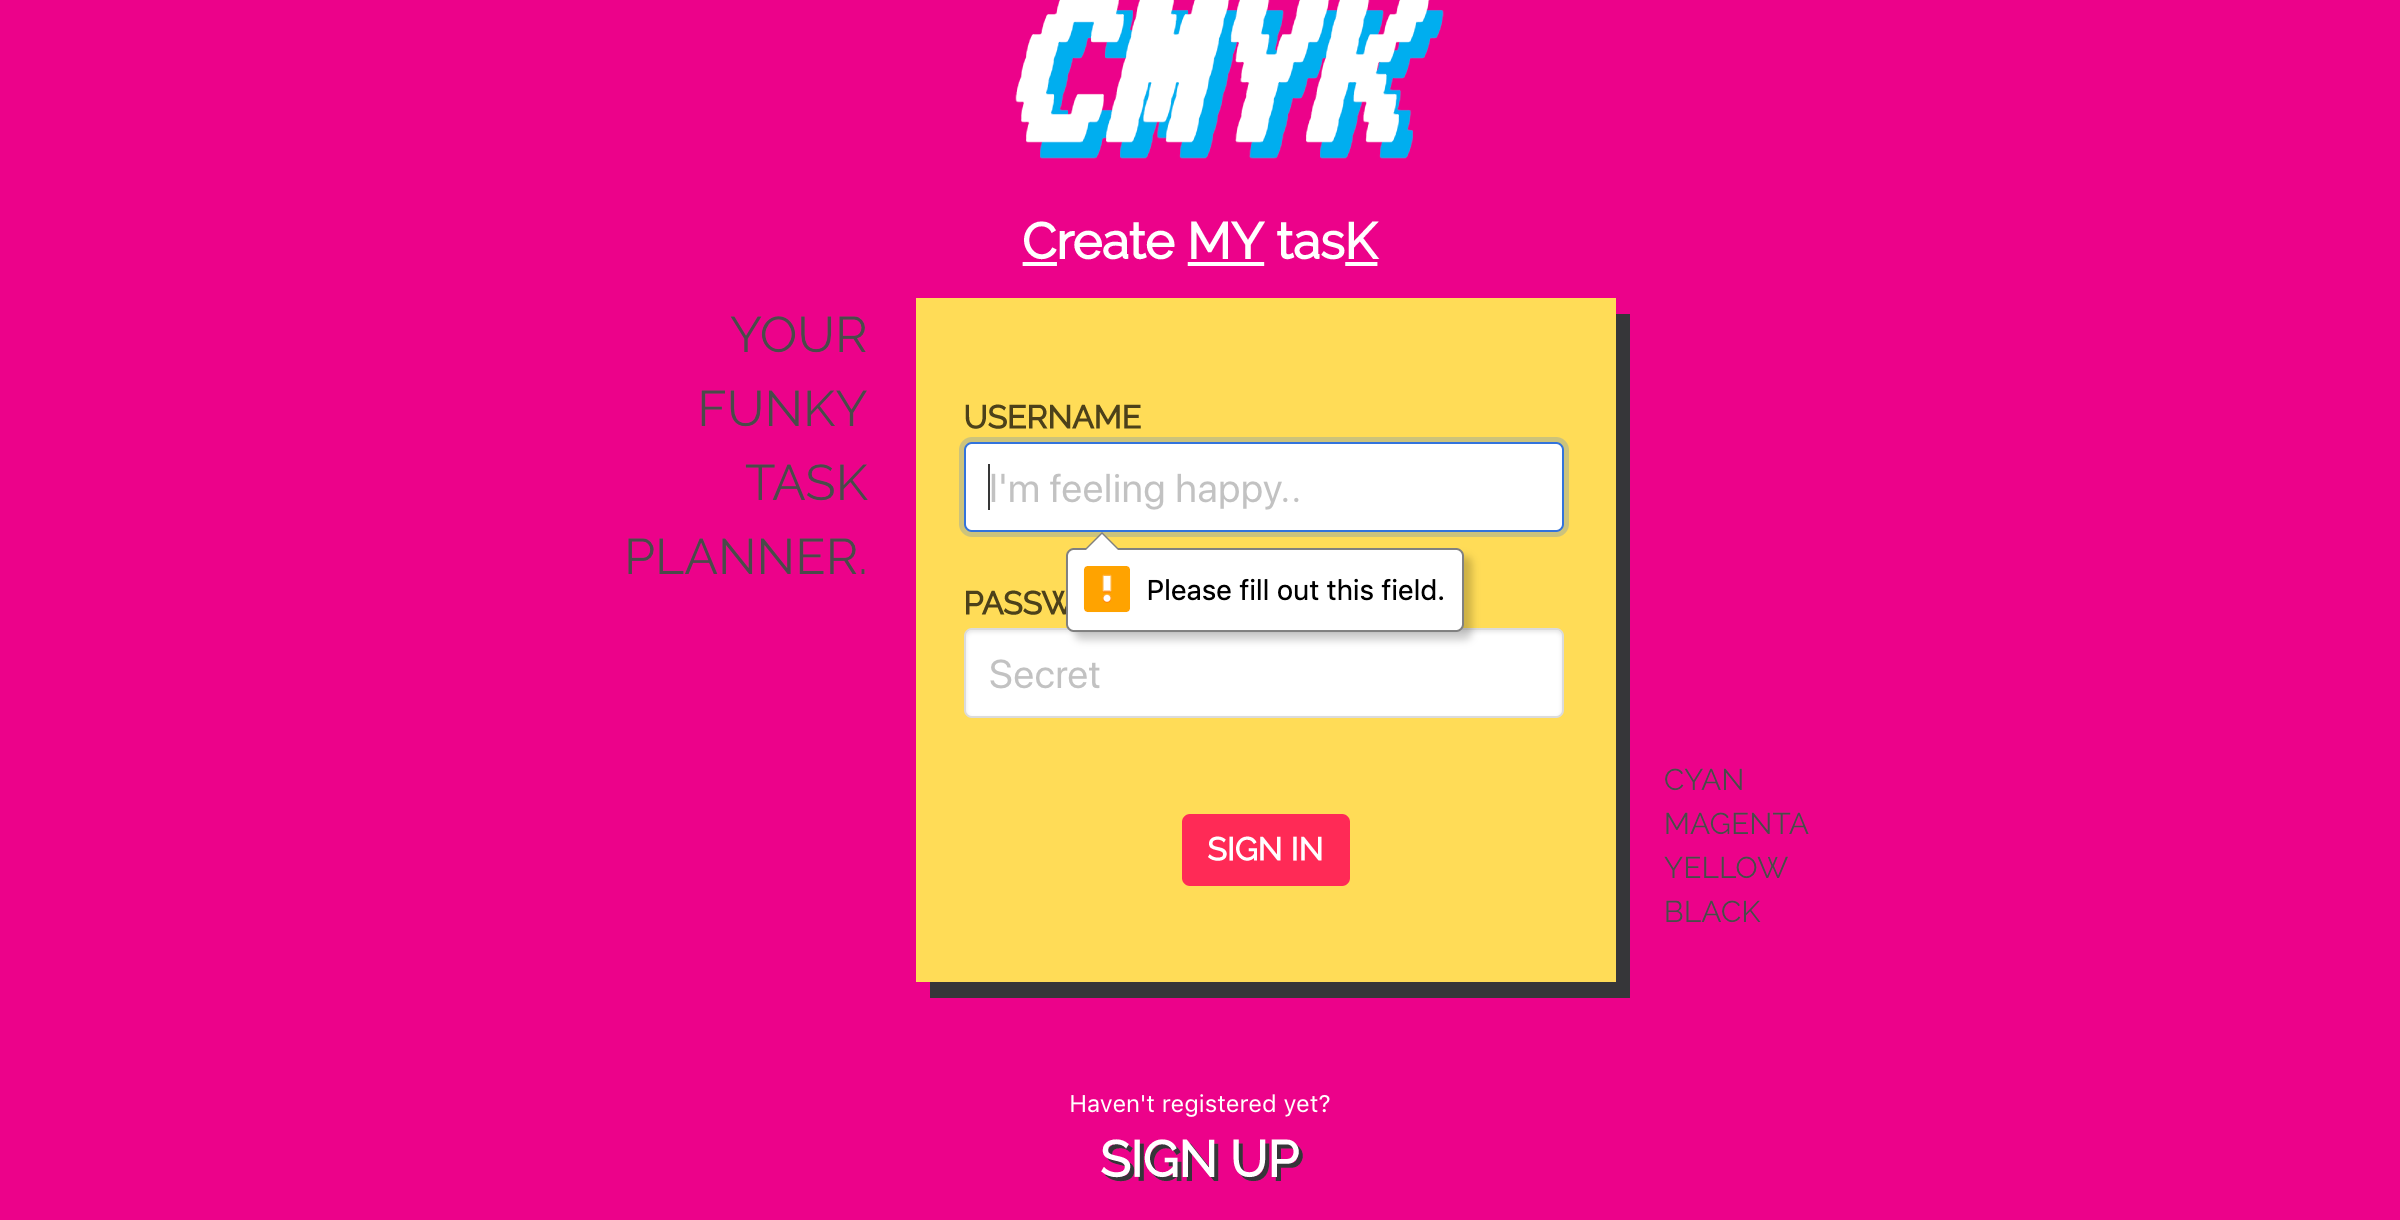 CMYK
Create MY tasK
YOUR
FUNKY
TASK
PLANNER.
USERNAME
I'm feeling happy..
Please fill out this field.
Secret
SIGN IN
CYAN
MAGENTA
YELLOW
BLACK
Haven't registered yet?
SIGN UP